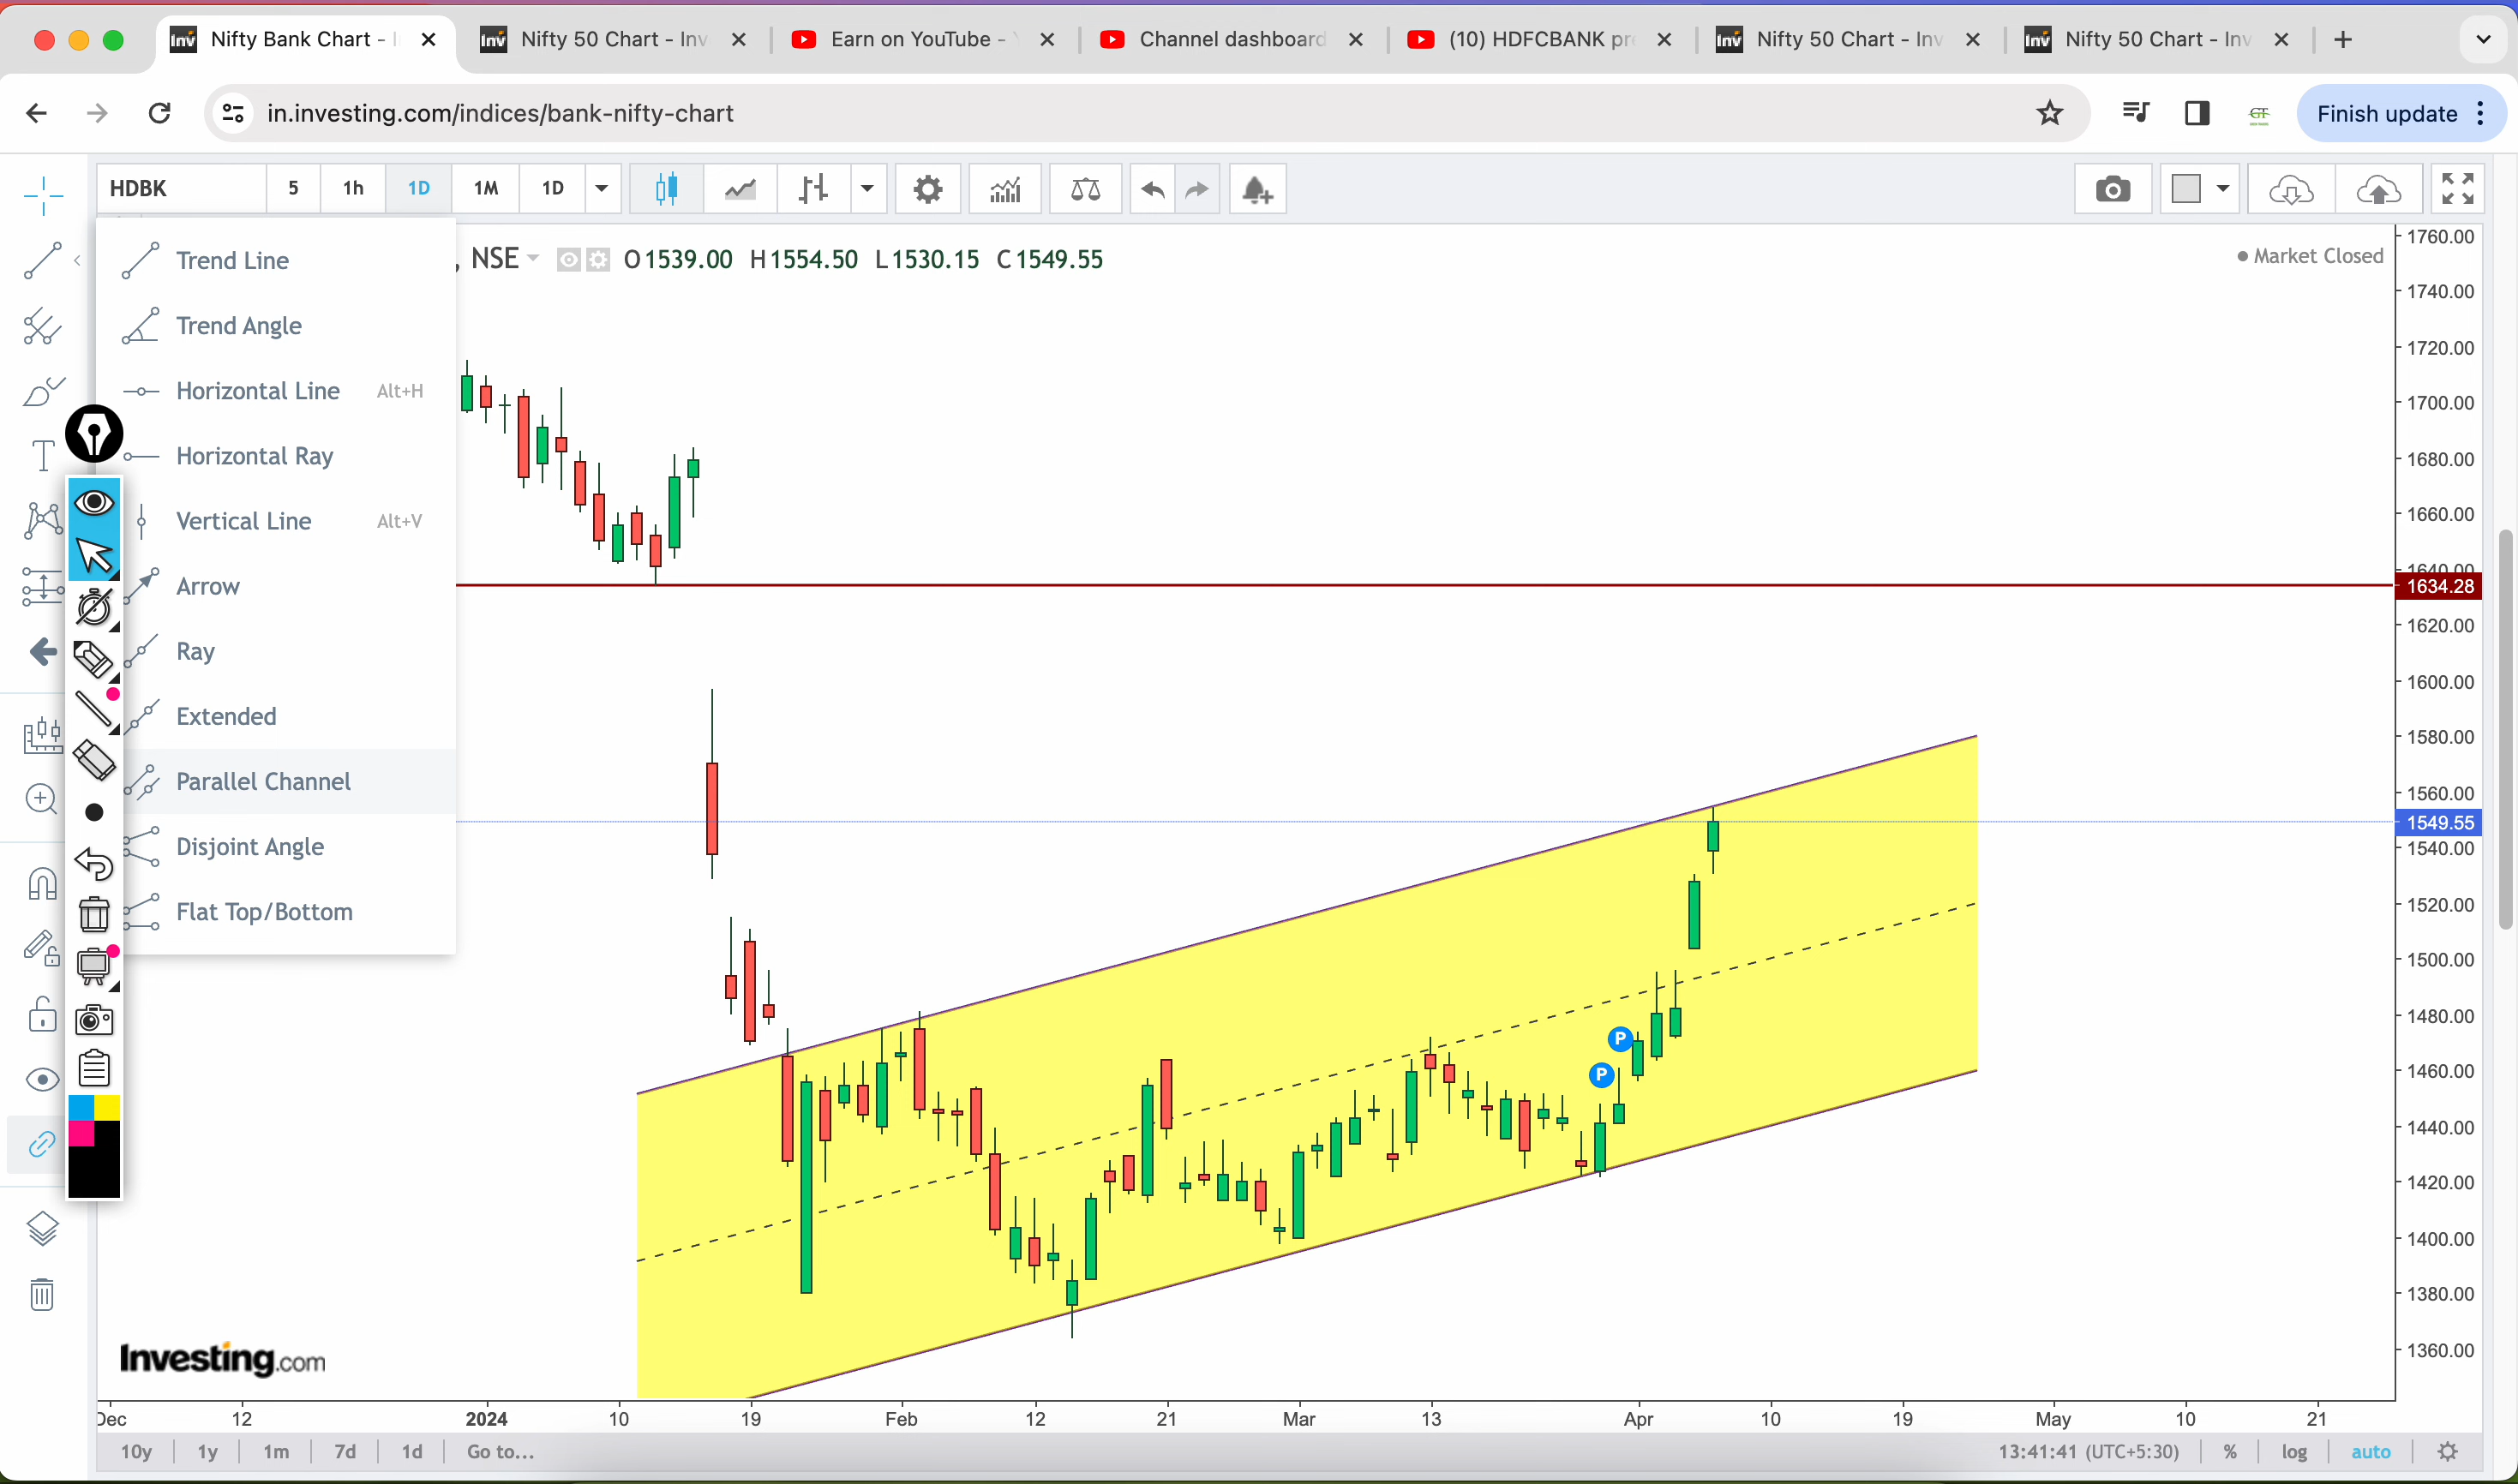 Nifty Bank Chart - I
Nifty 50 Chart - Inv
Earn on YouTube - Y
Channel dashboard
(10) HDFCBANK pr
Nifty 50 Chart - Inv
Nifty 50 Chart - Inv
in.investing.com/indices/bank-nifty-chart
Finish update
HDBK 5 1h 1D 1M 1D
, NSE O1539.00 H1554.50 L1530.15 C1549.55
Market Closed
Trend Line
Trend Angle
Horizontal Line Alt+H
Horizontal Ray
Vertical Line Alt+V
Arrow
Ray
Extended
Parallel Channel
Disjoint Angle
Flat Top/Bottom
1760.00
1740.00
1720.00
1700.00
1680.00
1660.00
1640.00
1634.28
1620.00
1600.00
1580.00
1560.00
1549.55
1540.00
1520.00
1500.00
1480.00
1460.00
1440.00
1420.00
1400.00
1380.00
1360.00
P
P
Investing.com
Dec 12 2024 10 19 Feb 12 21 Mar 13 Apr 10 19 May 10 21
10y 1y 1m 7d 1d Go to...
13:41:41 (UTC+5:30) % log auto